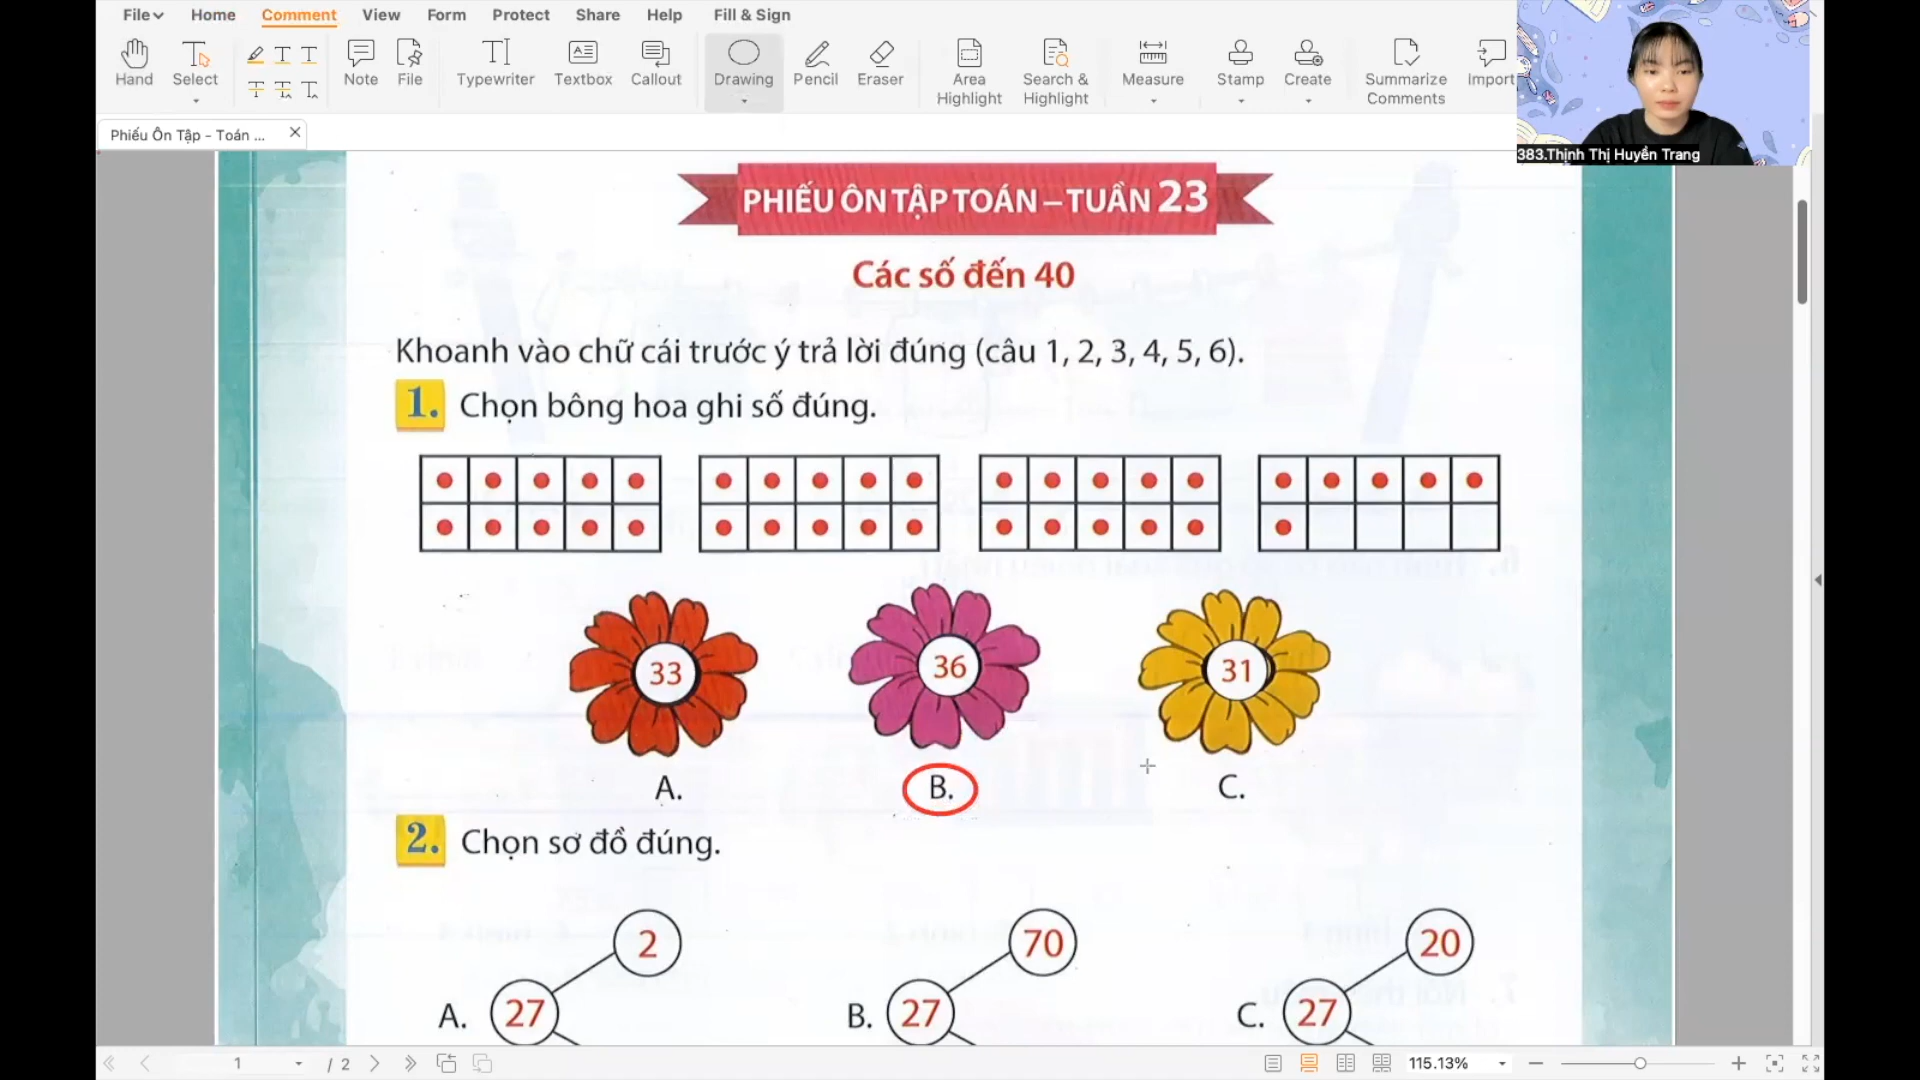 File Home Comment View Form Protect Share Help Fill & Sign
Hand Select Note File Typewriter Textbox Callout Drawing Pencil Eraser Area Highlight Search & Highlight Measure Stamp Create Summarize Comments Import
383.Thịnh Thị Huyền Trang
Phiếu Ôn Tập - Toán ...
PHIẾU ÔN TẬP TOÁN – TUẦN 23
Các số đến 40
Khoanh vào chữ cái trước ý trả lời đúng (câu 1, 2, 3, 4, 5, 6).
1. Chọn bông hoa ghi số đúng.
33 36 31
A. B. C.
2. Chọn sơ đồ đúng.
2 70 20
A. 27 B. 27 C. 27
1 / 2 115.13%